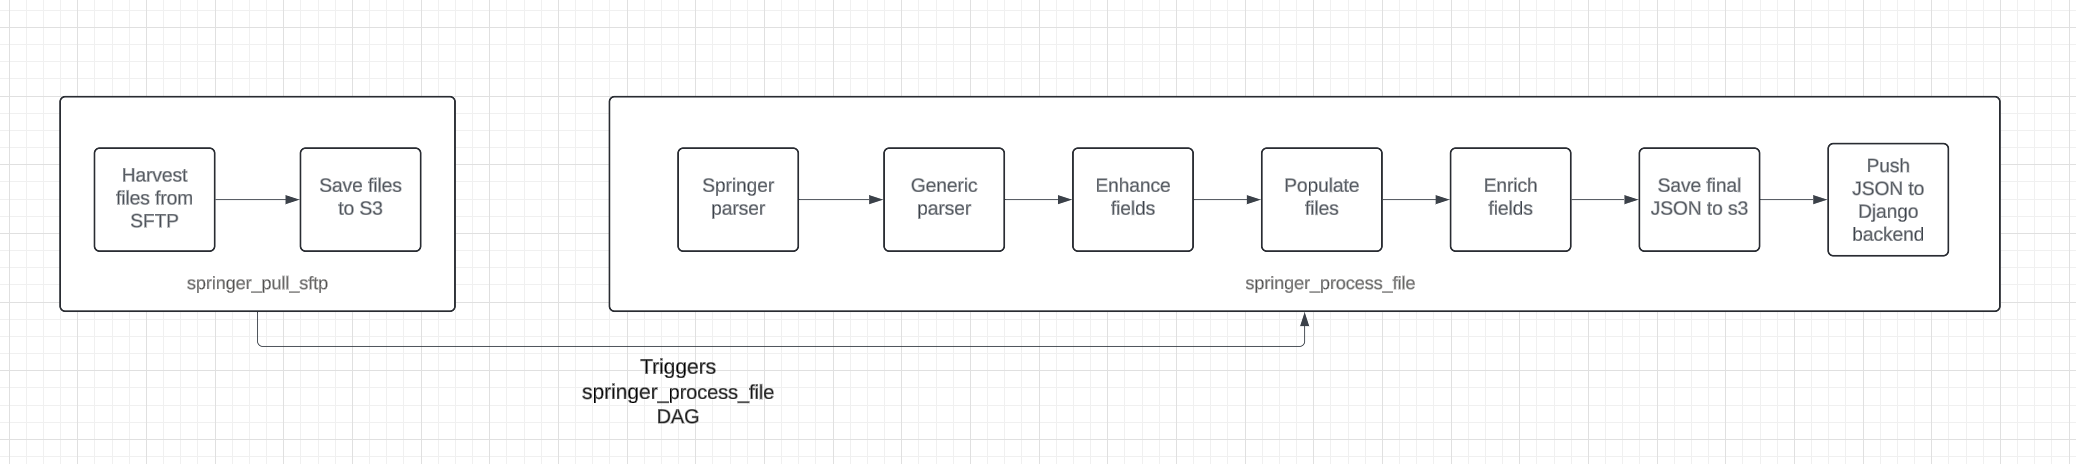 Harvest
files from
SFTP
Save files
to S3
springer_pull_sftp
Springer
parser
Generic
parser
Enhance
fields
Populate
files
Enrich
fields
Save final
JSON to s3
Push
JSON to
Django
backend
springer_process_file
Triggers
springer_process_file
DAG